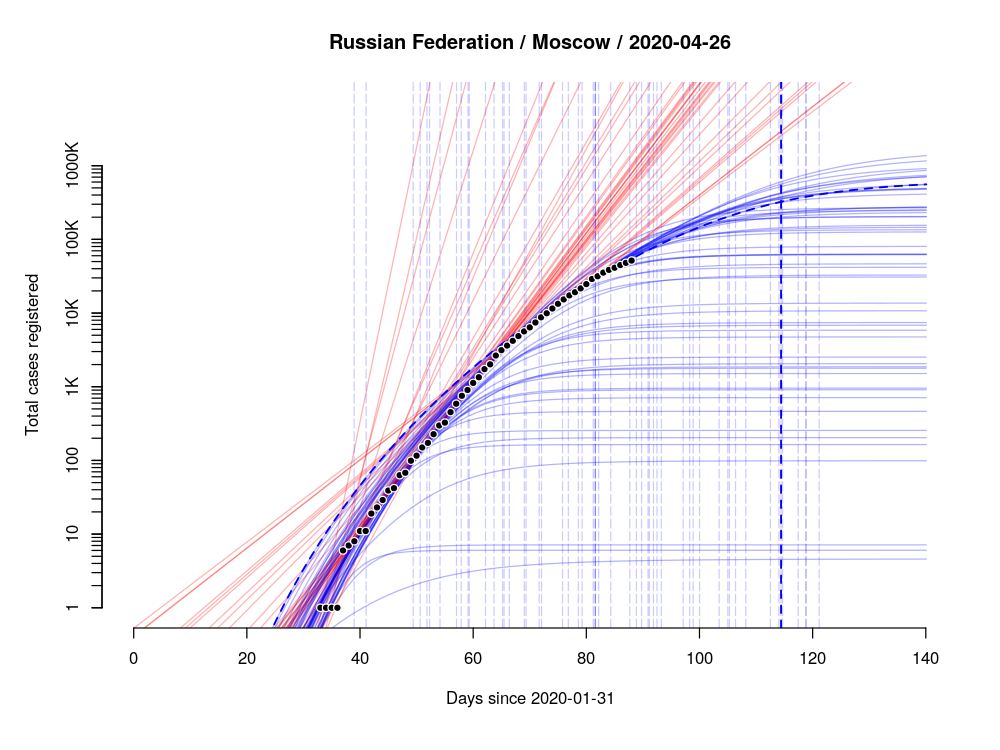 Russian Federation / Moscow / 2020-04-26
Total cases registered
1000K
100K
10K
1K
100
10
1
0 20 40 60 80 100 120 140
Days since 2020-01-31